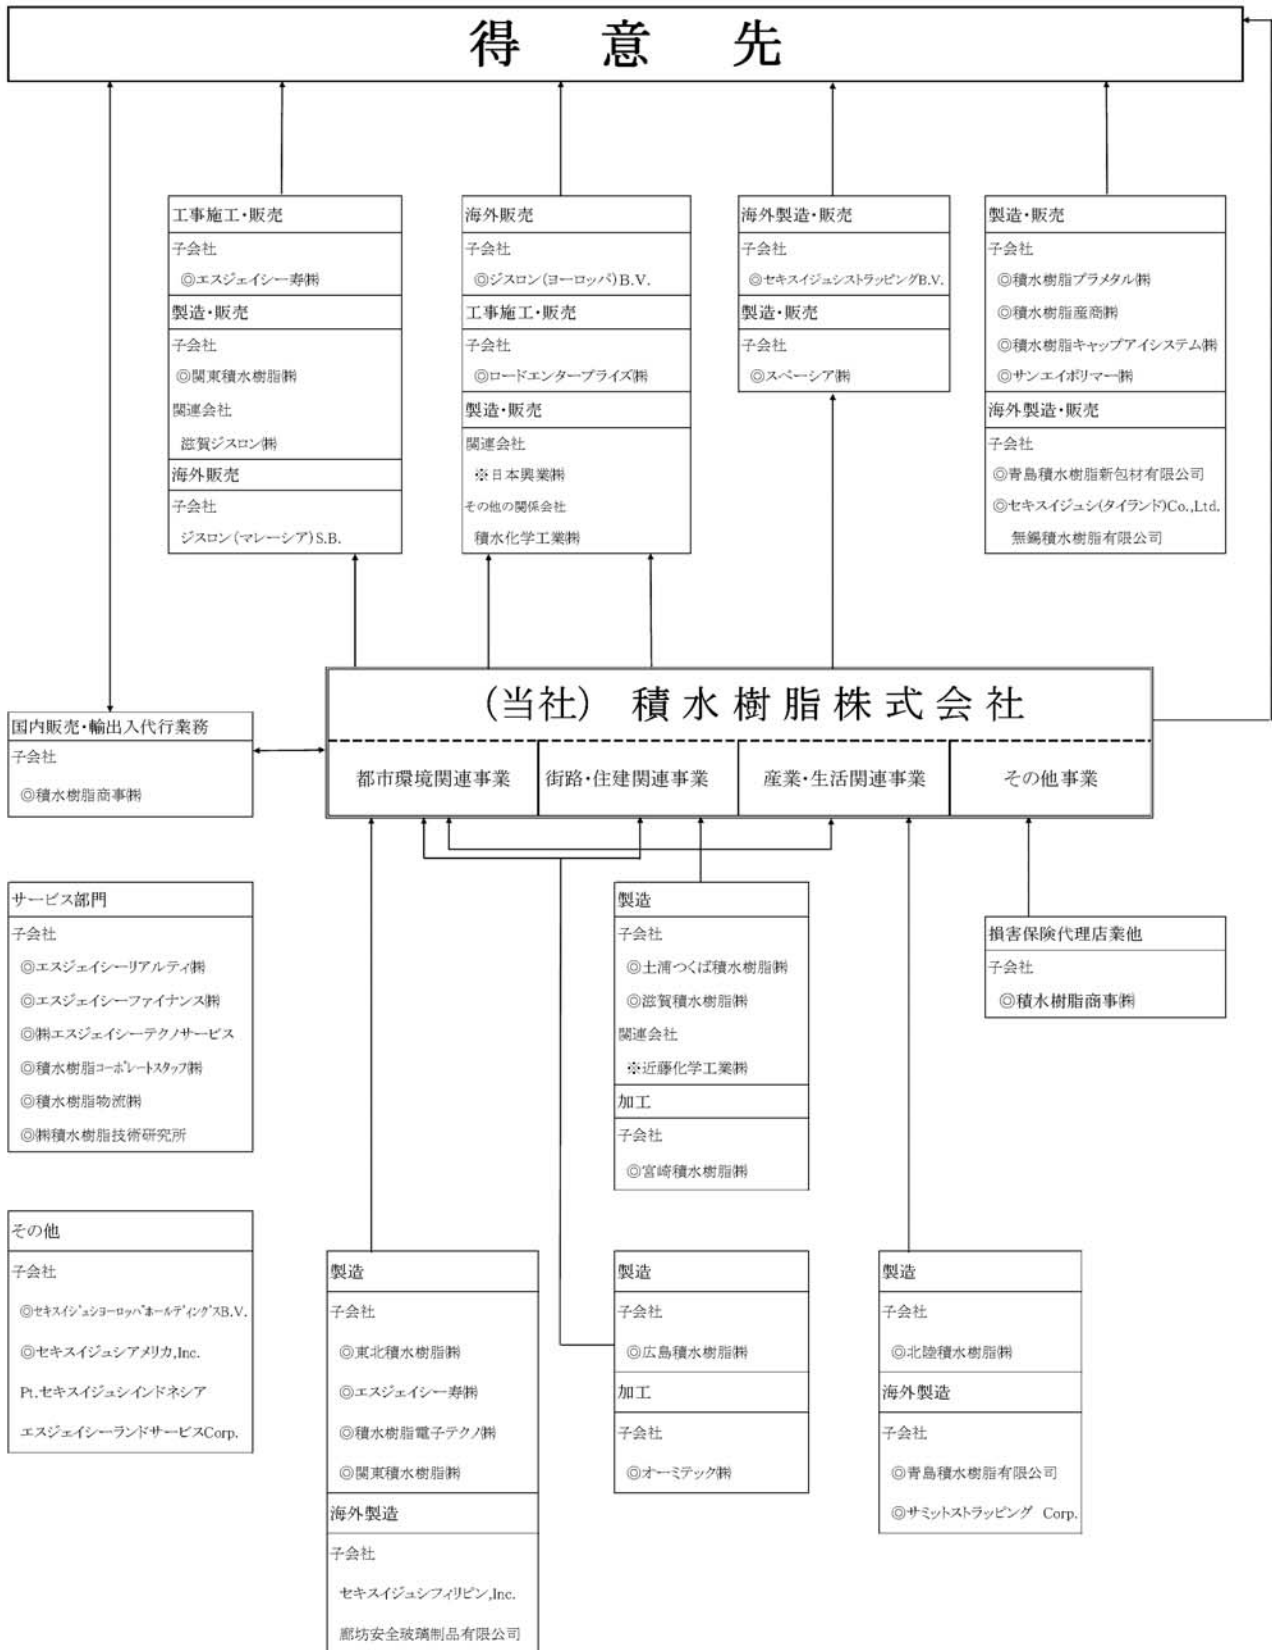 得意先
工事施工・販売
子会社
◎エスジェイシー寿㈱
製造・販売
子会社
◎関東積水樹脂㈱
関連会社
滋賀ジスロン㈱
海外販売
子会社
ジスロン(マレーシア)S.B.
海外販売
子会社
◎ジスロン(ヨーロッパ)B.V.
工事施工・販売
子会社
◎ロードエンタープライズ㈱
製造・販売
関連会社
※日本興業㈱
その他の関係会社
積水化学工業㈱
海外製造・販売
子会社
◎セキスイジュシストラッピングB.V.
製造・販売
子会社
◎スペーシア㈱
製造・販売
子会社
◎積水樹脂プラメタル㈱
◎積水樹脂産商㈱
◎積水樹脂キャップアイシステム㈱
◎サンエイポリマー㈱
海外製造・販売
子会社
◎青島積水樹脂新包材有限公司
◎セキスイジュシ(タイランド)Co.,Ltd.
無錫積水樹脂有限公司
(当社) 積水樹脂株式会社
都市環境関連事業
街路・住建関連事業
産業・生活関連事業
その他事業
国内販売・輸出入代行業務
子会社
◎積水樹脂商事㈱
サービス部門
子会社
◎エスジェイシーリアルティ㈱
◎エスジェイシーファイナンス㈱
◎㈱エスジェイシーテクノサービス
◎積水樹脂コーポレートスタッフ㈱
◎積水樹脂物流㈱
◎㈱積水樹脂技術研究所
製造
子会社
◎土浦つくば積水樹脂㈱
◎滋賀積水樹脂㈱
関連会社
※近藤化学工業㈱
加工
子会社
◎宮崎積水樹脂㈱
損害保険代理店業他
子会社
◎積水樹脂商事㈱
その他
子会社
◎セキスイジュシヨーロッパホールディングスB.V.
◎セキスイジュシアメリカ,Inc.
Pt.セキスイジュシインドネシア
エスジェイシーランドサービスCorp.
製造
子会社
◎東北積水樹脂㈱
◎エスジェイシー寿㈱
◎積水樹脂電子テクノ㈱
◎関東積水樹脂㈱
海外製造
子会社
セキスイジュシフィリピン,Inc.
廊坊安全玻璃制品有限公司
製造
子会社
◎広島積水樹脂㈱
加工
子会社
◎オーミテック㈱
製造
子会社
◎北陸積水樹脂㈱
海外製造
子会社
◎青島積水樹脂有限公司
◎サミットストラッピング Corp.